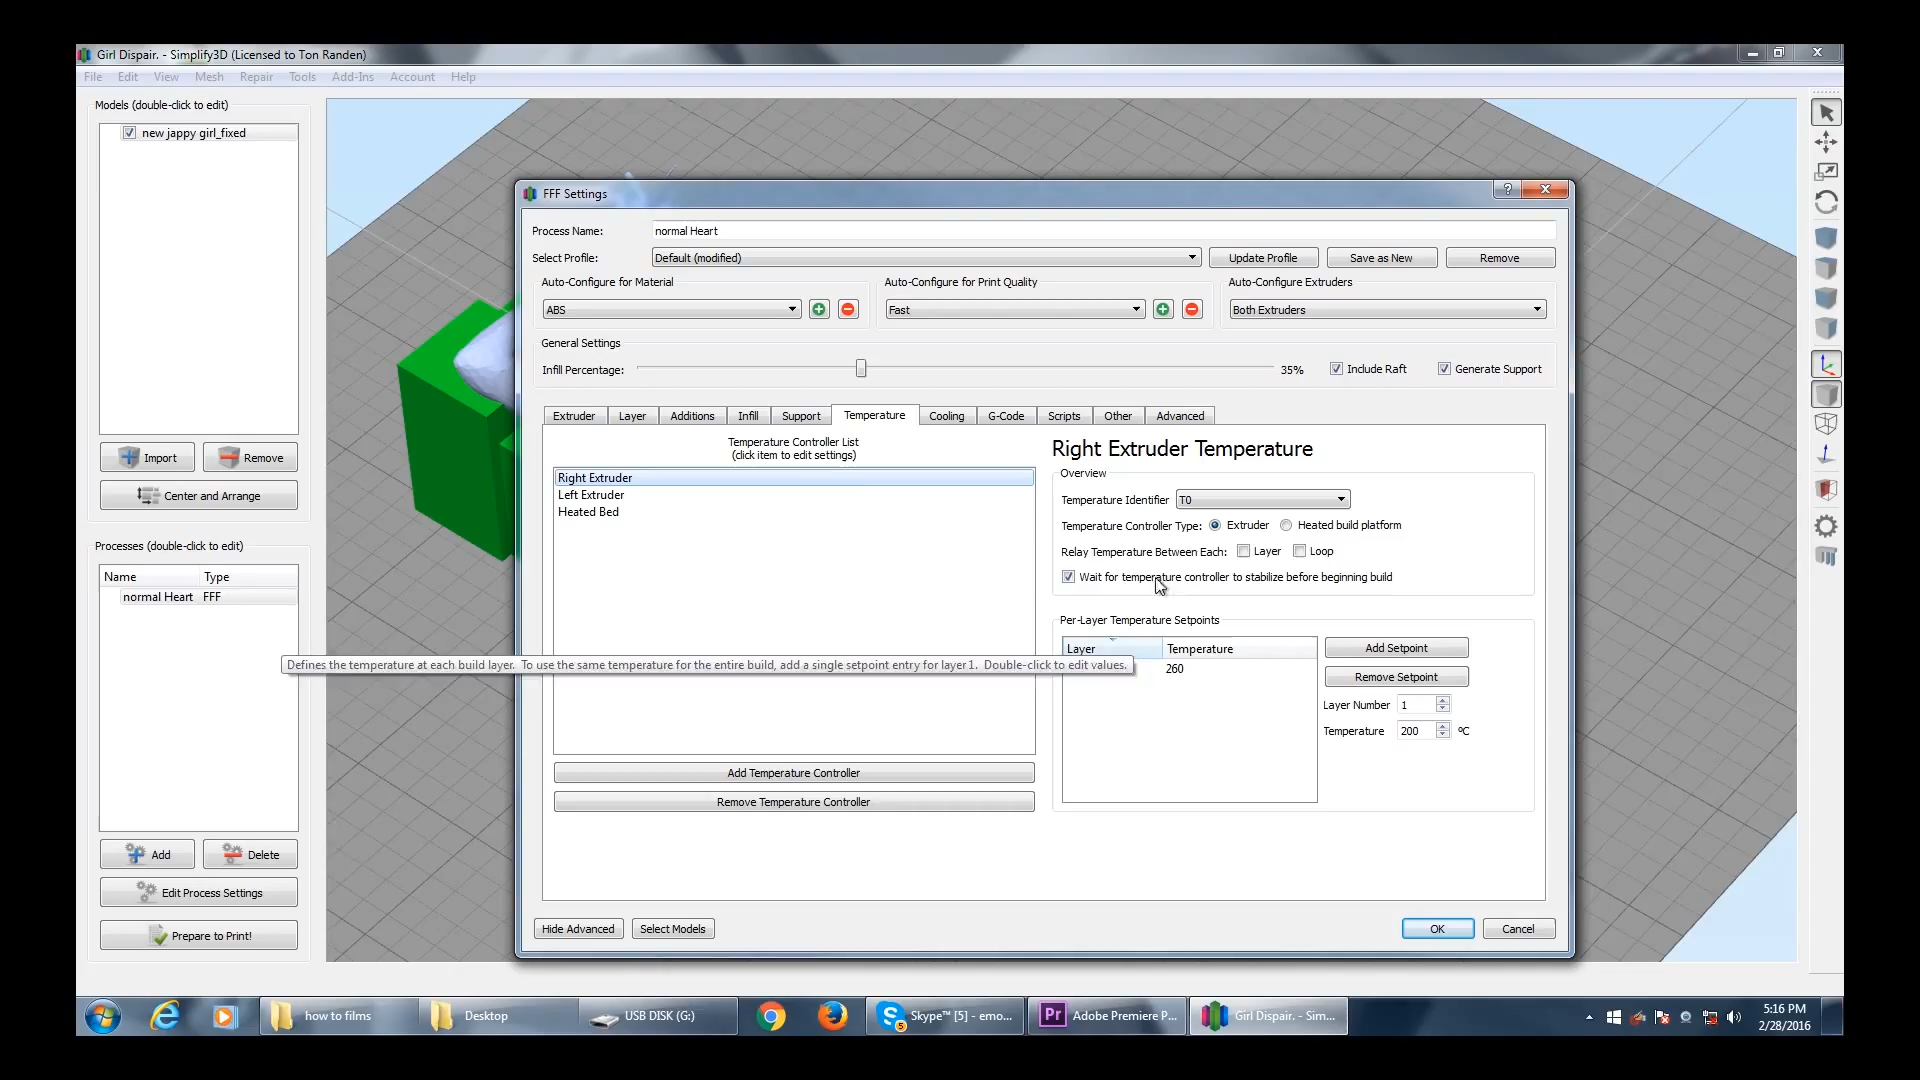 Girl Dispair. - Simplify3D (Licensed to Ton Randen)
File Edit View Mesh Repair Tools Add-Ins Account Help
Models (double-click to edit)
new jappy girl_fixed
Import Remove
Center and Arrange
Processes (double-click to edit)
Name Type
normal Heart FFF
Add Delete
Edit Process Settings
Prepare to Print!
FFF Settings
Process Name: normal Heart
Select Profile: Default (modified) Update Profile Save as New Remove
Auto-Configure for Material Auto-Configure for Print Quality Auto-Configure Extruders
ABS Fast Both Extruders
General Settings
Infill Percentage: 35% Include Raft Generate Support
Extruder Layer Additions Infill Support Temperature Cooling G-Code Scripts Other Advanced
Temperature Controller List
(click item to edit settings)
Right Extruder
Left Extruder
Heated Bed
Add Temperature Controller
Remove Temperature Controller
Right Extruder Temperature
Overview
Temperature Identifier T0
Temperature Controller Type: Extruder Heated build platform
Relay Temperature Between Each: Layer Loop
Wait for temperature controller to stabilize before beginning build
Per-Layer Temperature Setpoints
Layer Temperature
260
Add Setpoint
Remove Setpoint
Layer Number 1
Temperature 200 ºC
Defines the temperature at each build layer. To use the same temperature for the entire build, add a single setpoint entry for layer 1. Double-click to edit values.
Hide Advanced Select Models OK Cancel
how to films Desktop USB DISK (G:) Skype™ [5] - emo... Adobe Premiere P... Girl Dispair. - Sim...
5:16 PM
2/28/2016